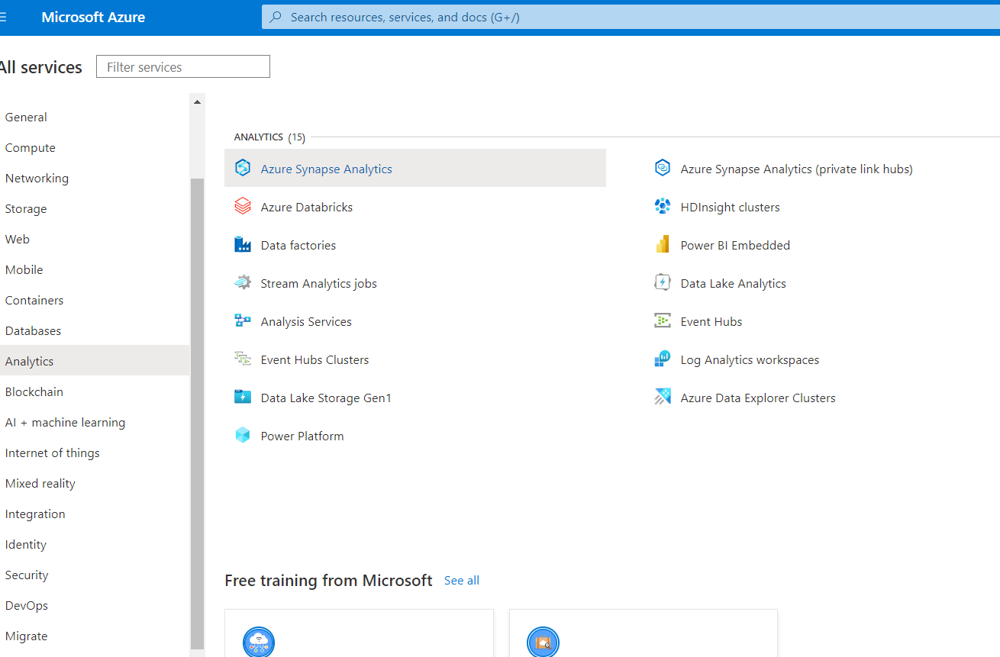 Microsoft Azure
Search resources, services, and docs (G+/)
All services
Filter services
General
Compute
Networking
Storage
Web
Mobile
Containers
Databases
Analytics
Blockchain
AI + machine learning
Internet of things
Mixed reality
Integration
Identity
Security
DevOps
Migrate
ANALYTICS (15)
Azure Synapse Analytics
Azure Synapse Analytics (private link hubs)
Azure Databricks
HDInsight clusters
Data factories
Power BI Embedded
Stream Analytics jobs
Data Lake Analytics
Analysis Services
Event Hubs
Event Hubs Clusters
Log Analytics workspaces
Data Lake Storage Gen1
Azure Data Explorer Clusters
Power Platform
Free training from Microsoft See all